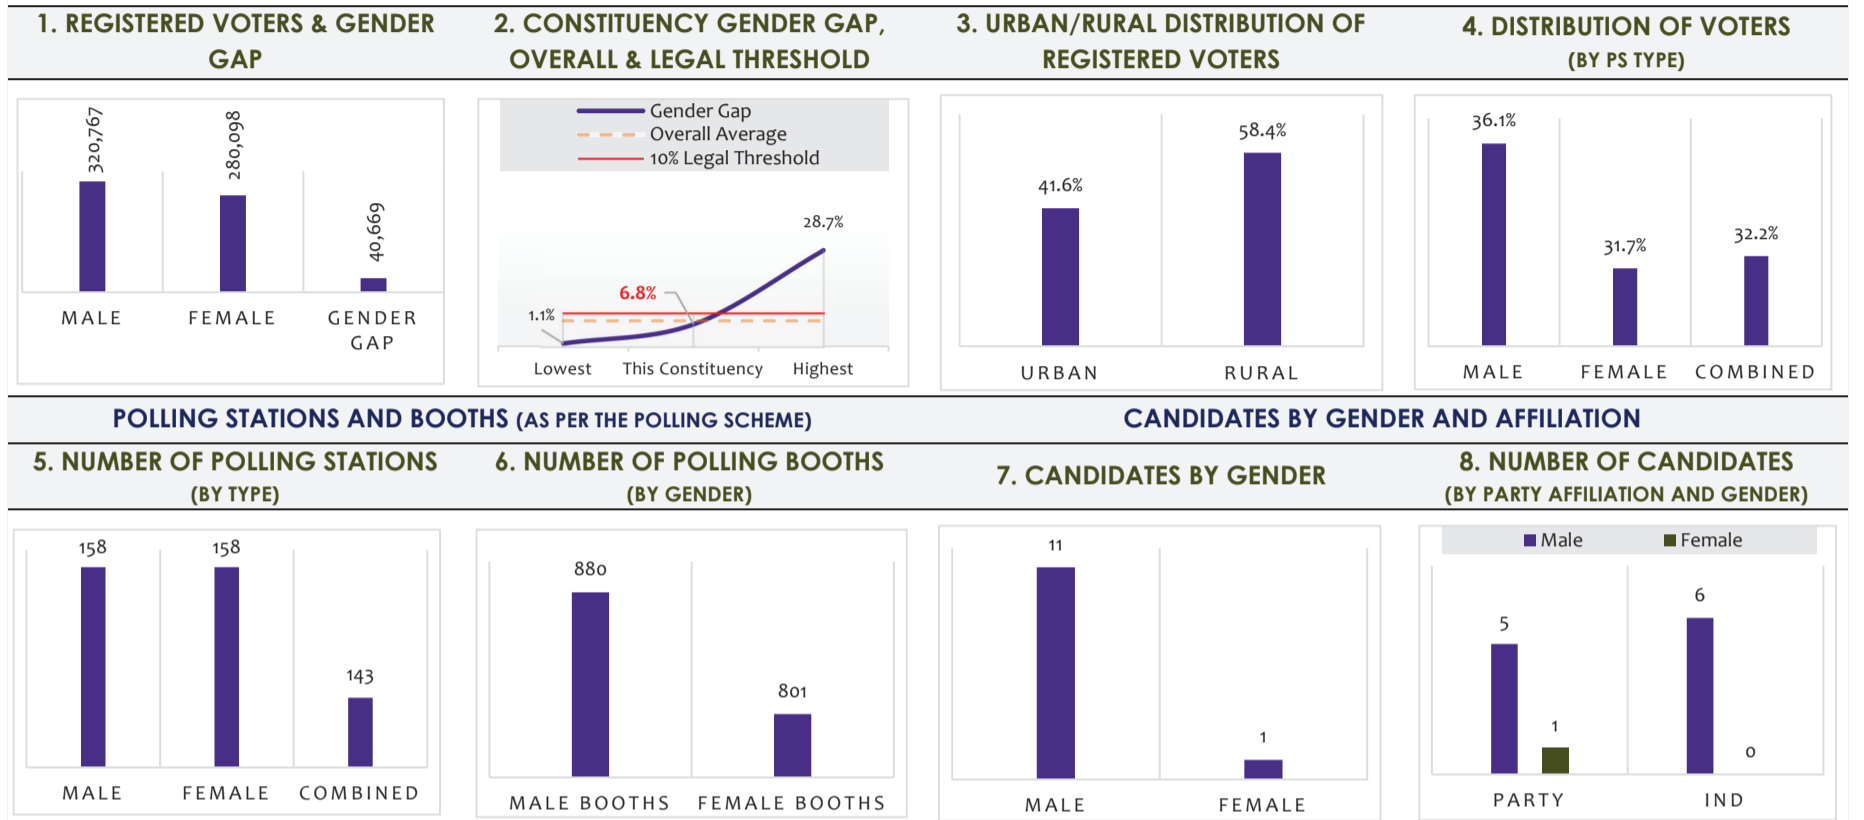 1. REGISTERED VOTERS & GENDER
GAP
320,767
280,098
40,669
MALE
FEMALE
GENDER
GAP
2. CONSTITUENCY GENDER GAP,
OVERALL & LEGAL THRESHOLD
Gender Gap
Overall Average
10% Legal Threshold
28.7%
6.8%
1.1%
Lowest
This Constituency
Highest
3. URBAN/RURAL DISTRIBUTION OF
REGISTERED VOTERS
58.4%
41.6%
URBAN
RURAL
4. DISTRIBUTION OF VOTERS
(BY PS TYPE)
36.1%
31.7%
32.2%
MALE
FEMALE
COMBINED
POLLING STATIONS AND BOOTHS (AS PER THE POLLING SCHEME)
CANDIDATES BY GENDER AND AFFILIATION
5. NUMBER OF POLLING STATIONS
(BY TYPE)
158
158
143
MALE
FEMALE
COMBINED
6. NUMBER OF POLLING BOOTHS
(BY GENDER)
880
801
MALE BOOTHS
FEMALE BOOTHS
7. CANDIDATES BY GENDER
11
1
MALE
FEMALE
8. NUMBER OF CANDIDATES
(BY PARTY AFFILIATION AND GENDER)
Male
Female
5
1
6
0
PARTY
IND